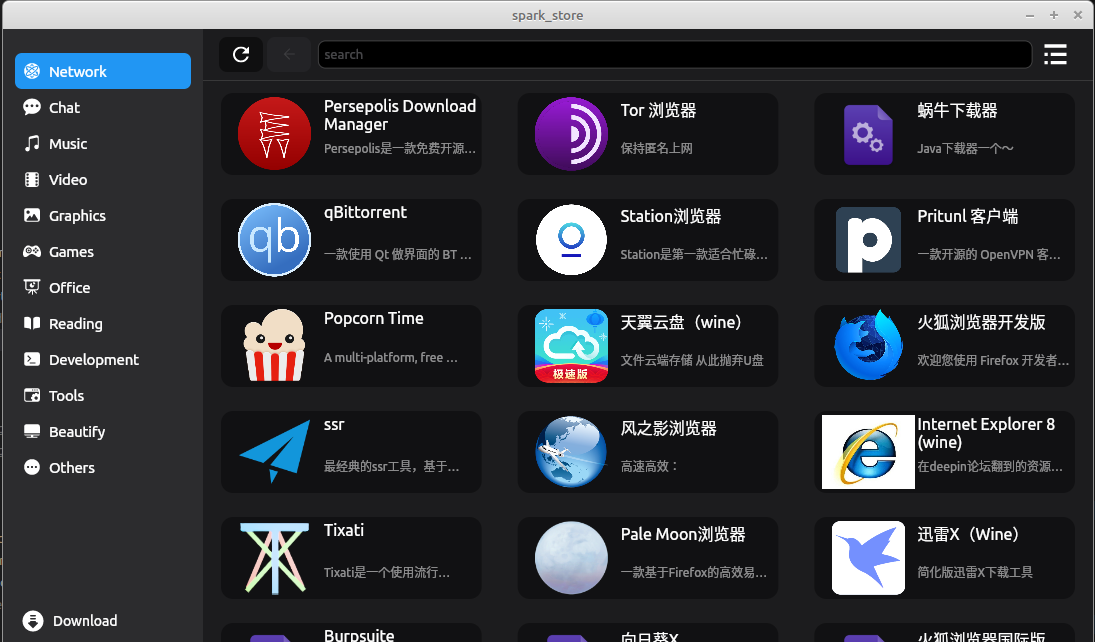 spark_store
search
Network
Chat
Music
Video
Graphics
Games
Office
Reading
Development
Tools
Beautify
Others
Download
Persepolis Download
Manager
Persepolis是一款免费开源...
Tor 浏览器
保持匿名上网
蜗牛下载器
Java下载器一个～
qBittorrent
一款使用 Qt 做界面的 BT ...
Station浏览器
Station是第一款适合忙碌...
Pritunl 客户端
一款开源的 OpenVPN 客...
Popcorn Time
A multi-platform, free ...
极速版
天翼云盘（wine）
文件云端存储 从此抛弃U盘
火狐浏览器开发版
欢迎您使用 Firefox 开发者...
ssr
最经典的ssr工具，基于...
风之影浏览器
高速高效：
Internet Explorer 8
(wine)
在deepin论坛翻到的资源...
Tixati
Tixati是一个使用流行...
Pale Moon浏览器
一款基于Firefox的高效易...
迅雷X（Wine）
简化版迅雷X下载工具
Burpsuite
向日葵X
火狐浏览器国际版